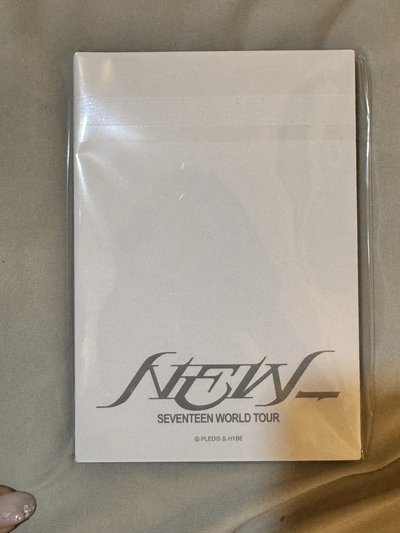 NEW_
SEVENTEEN WORLD TOUR
© PLEDIS & HYBE